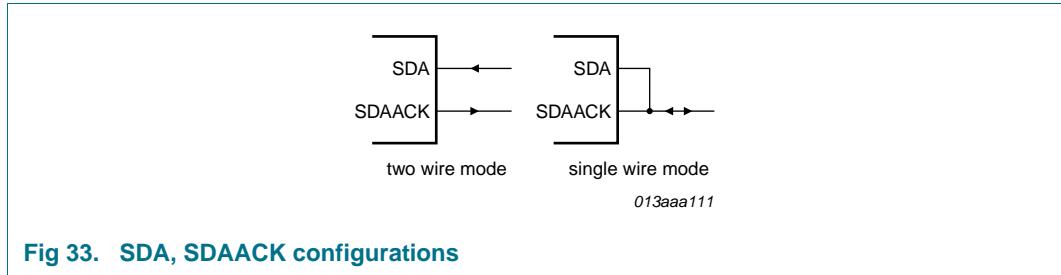 SDA
SDAACK
two wire mode
SDA
SDAACK
single wire mode
013aaa111
Fig 33. SDA, SDAACK configurations